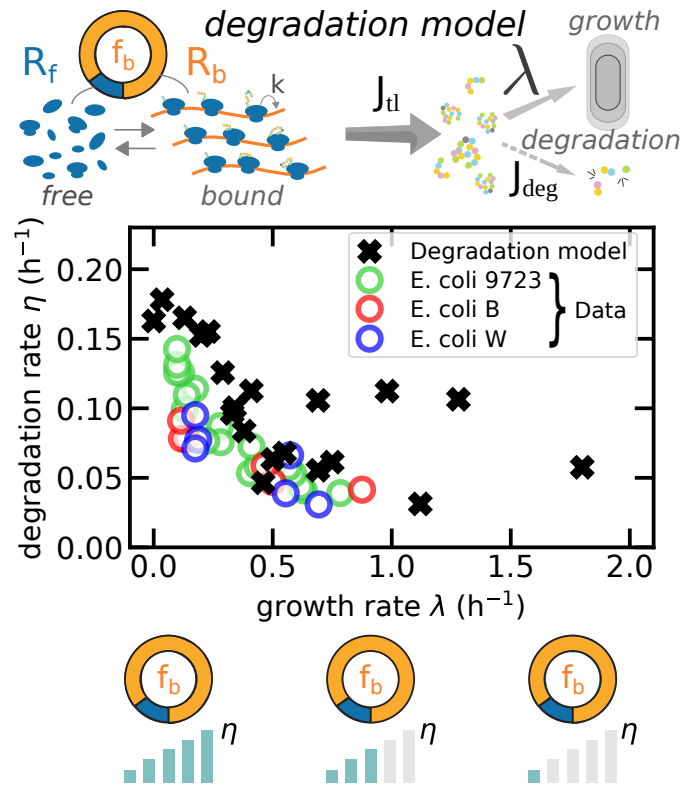 degradation model
growth
R_f
f_b
R_b
k
J_tl
λ
degradation
J_deg
free
bound
degradation rate η (h⁻¹)
0.20
0.15
0.10
0.05
0.00
Degradation model
E. coli 9723
E. coli B
E. coli W
Data
0.0 0.5 1.0 1.5 2.0
growth rate λ (h⁻¹)
f_b f_b f_b
η η η